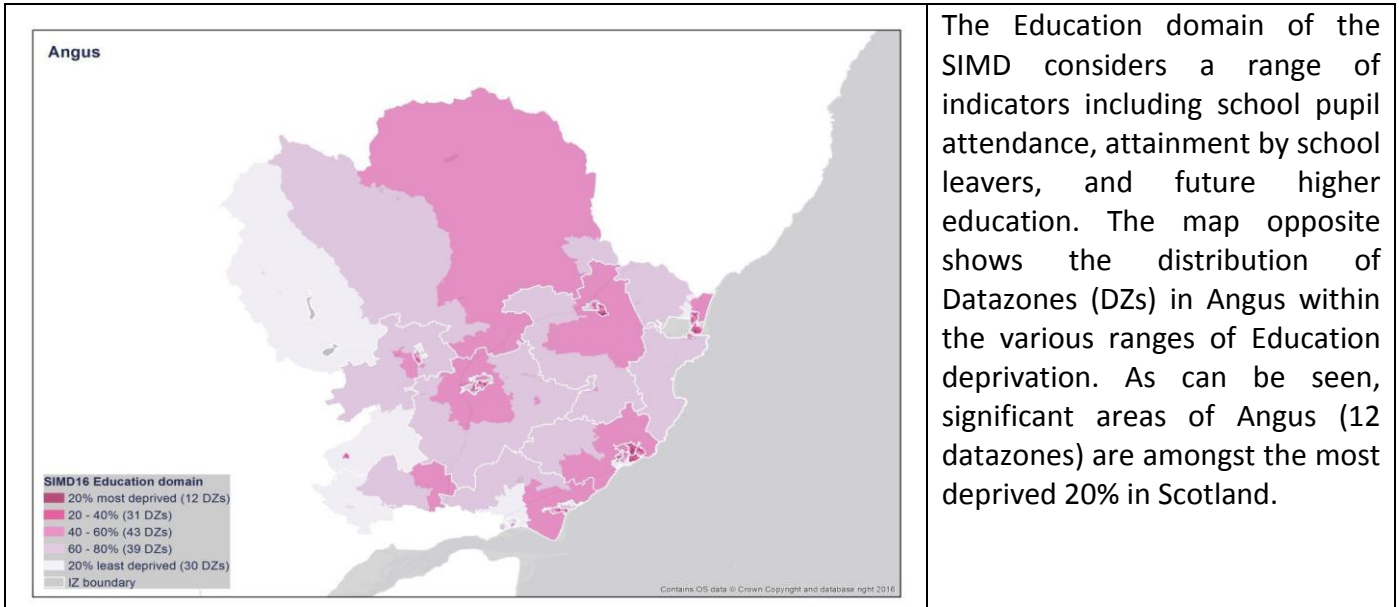 Angus
SIMD16 Education domain
20% most deprived (12 DZs)
20 - 40% (31 DZs)
40 - 60% (43 DZs)
60 - 80% (39 DZs)
20% least deprived (30 DZs)
IZ boundary
Contains OS data © Crown Copyright and database right 2016
The Education domain of the
SIMD considers a range of
indicators including school pupil
attendance, attainment by school
leavers, and future higher
education. The map opposite
shows the distribution of
Datazones (DZs) in Angus within
the various ranges of Education
deprivation. As can be seen,
significant areas of Angus (12
datazones) are amongst the most
deprived 20% in Scotland.